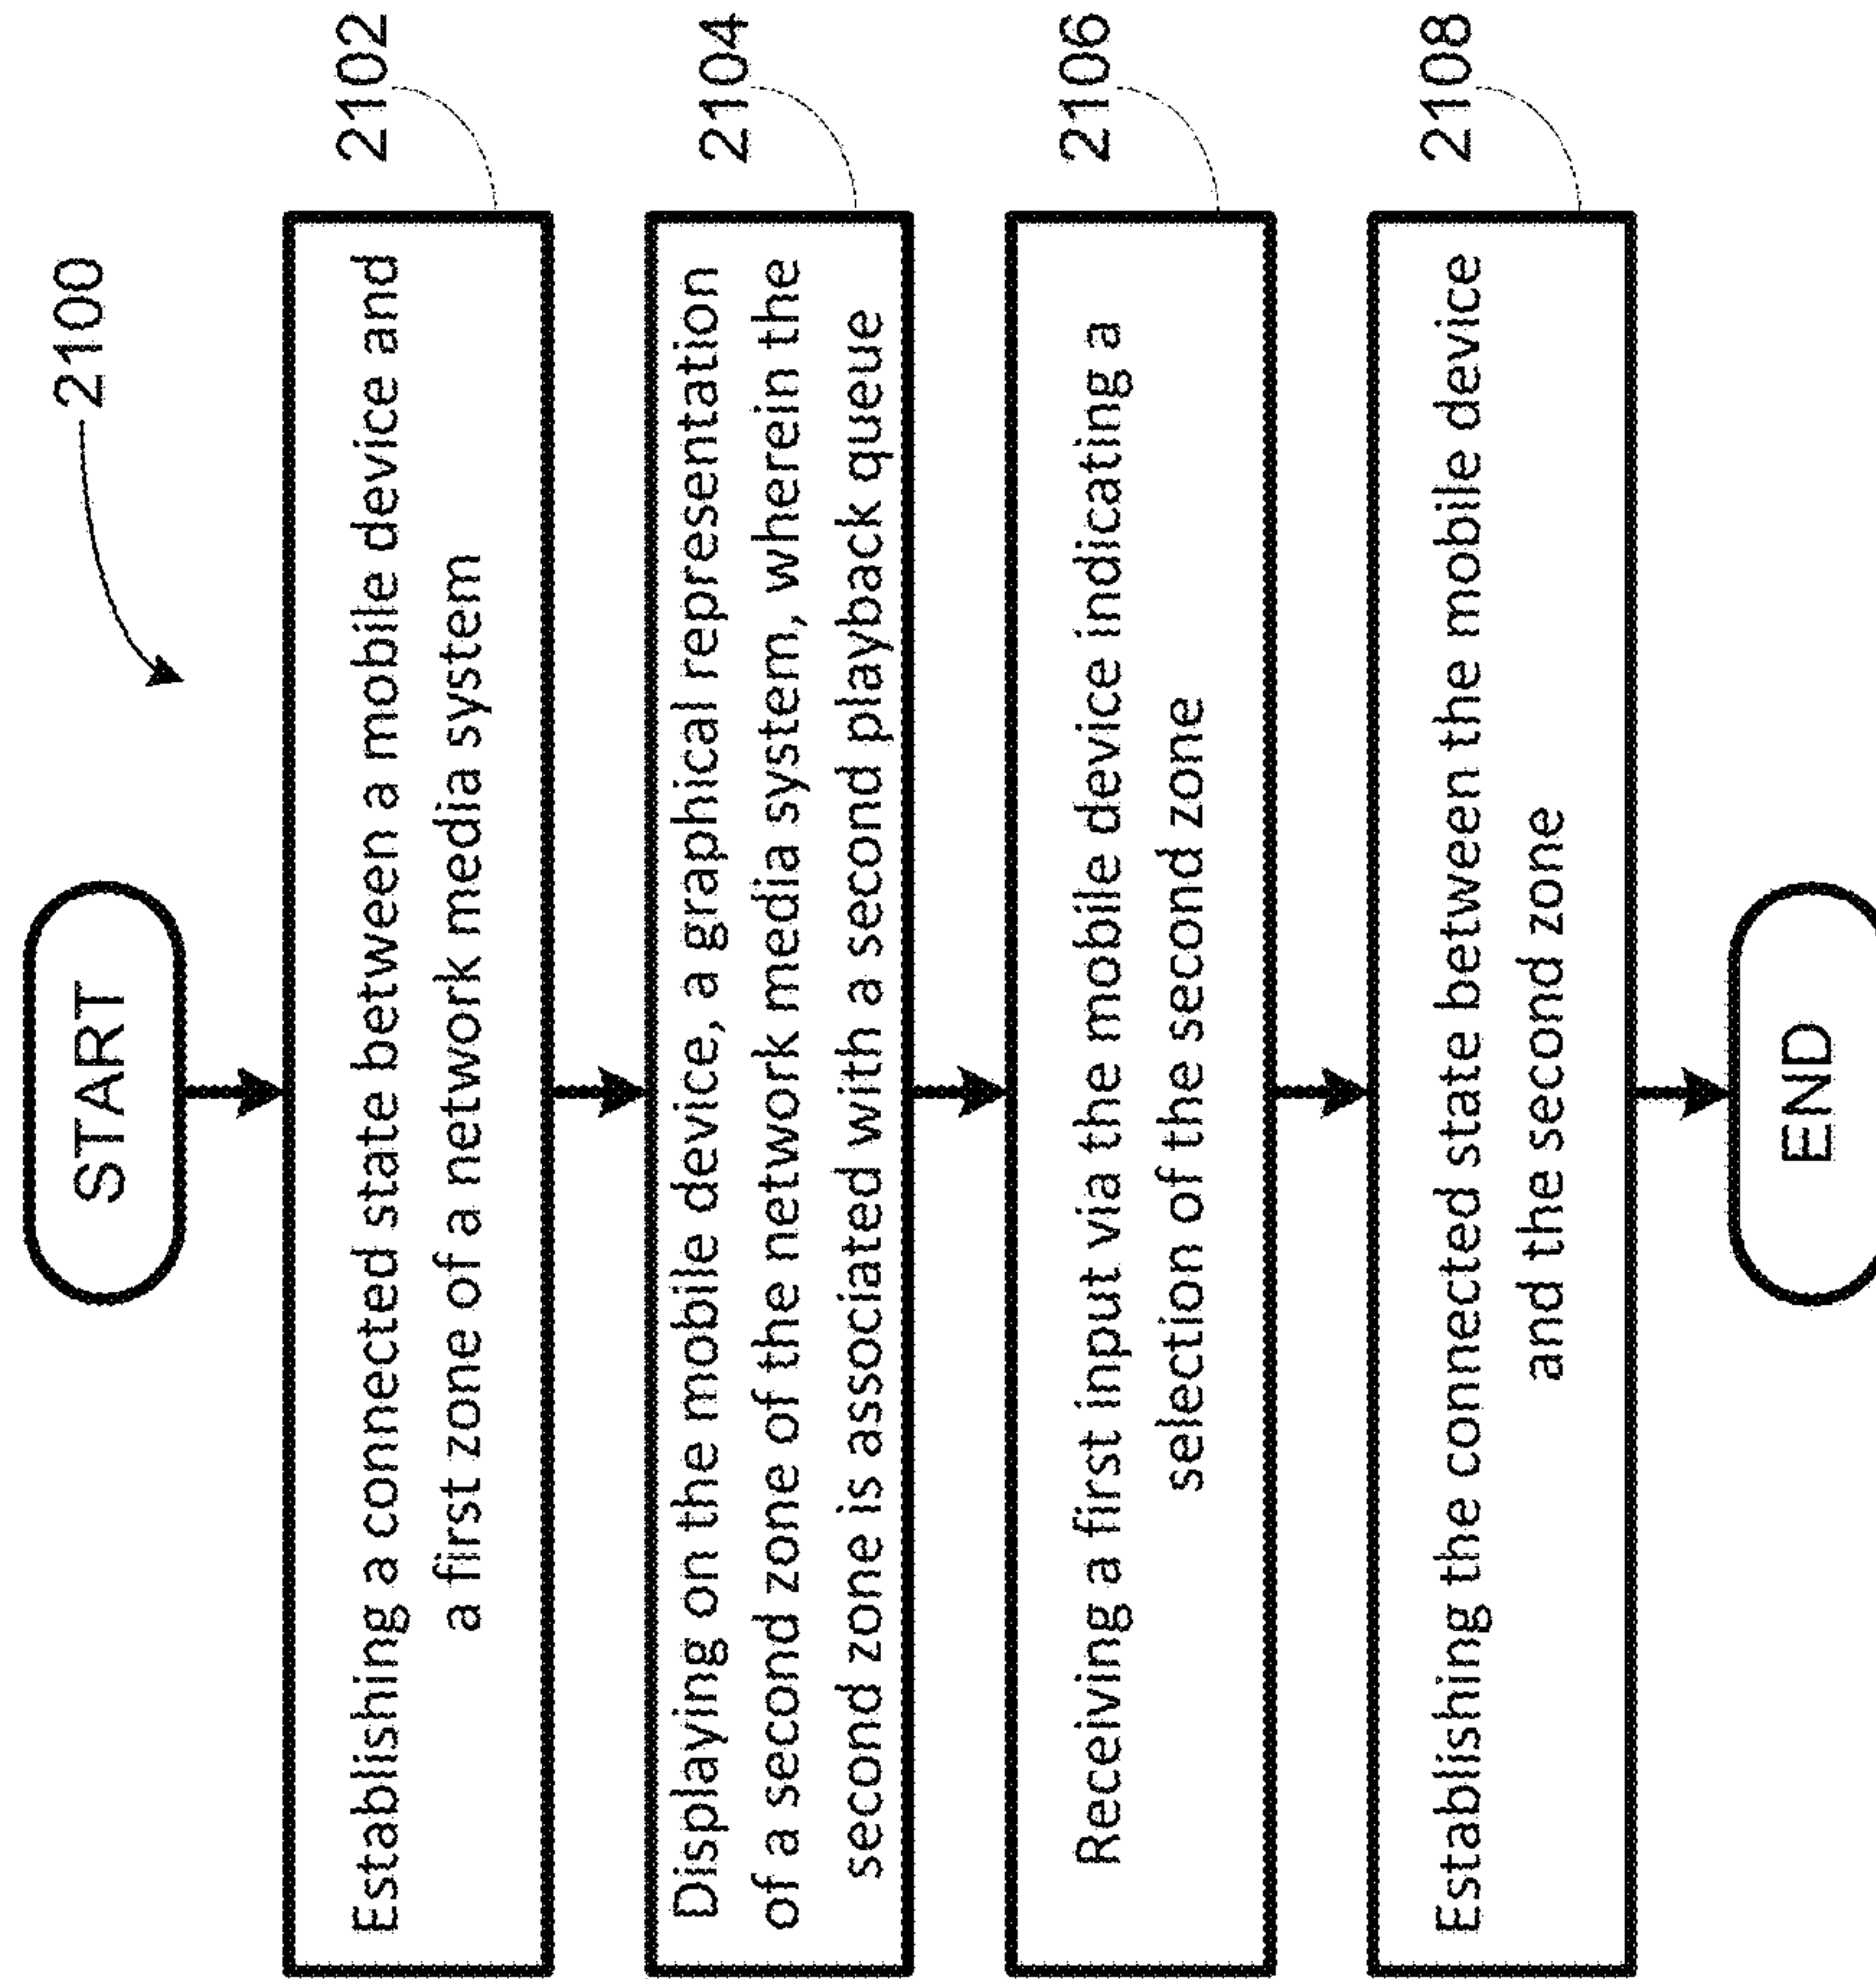 2100
START
Establishing a connected state between a mobile device and
a first zone of a network media system
2102
Displaying on the mobile device, a graphical representation
of a second zone of the network media system, wherein the
second zone is associated with a second playback queue
2104
Receiving a first input via the mobile device indicating a
selection of the second zone
2106
Establishing the connected state between the mobile device
and the second zone
2108
END